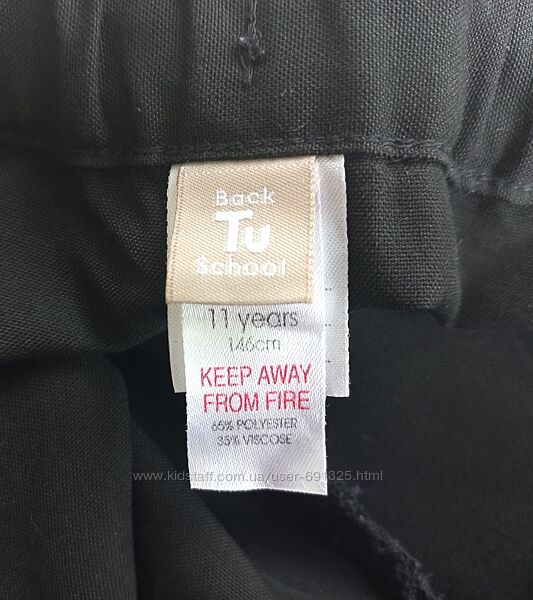 Back
Tu
School
11 years
146cm
KEEP AWAY
FROM FIRE
65% POLYESTER
35% VISCOSE
www.kidstaff.com.ua/user-691325.html